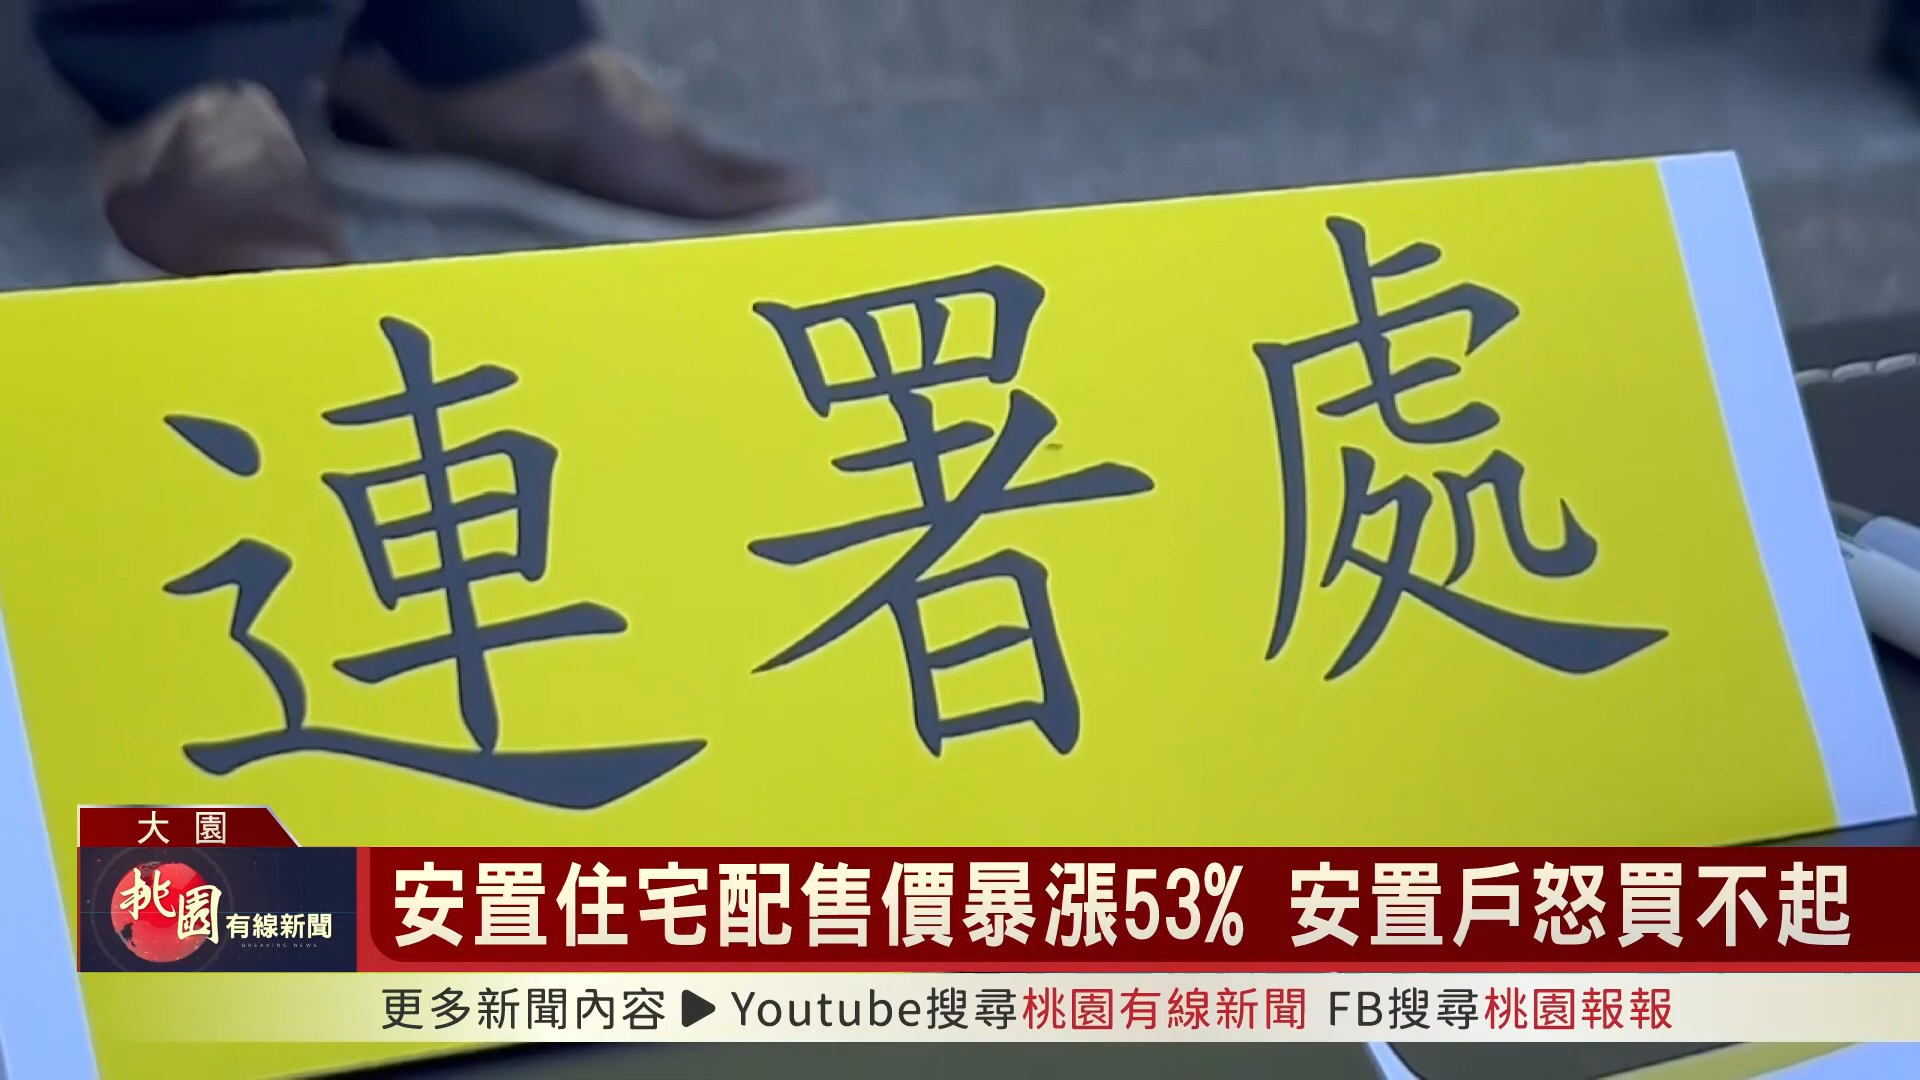 連署處
大園
桃園有線新聞
BREAKING NEWS
安置住宅配售價暴漲53% 安置戶怒買不起
更多新聞內容▶Youtube搜尋桃園有線新聞 FB搜尋桃園報報